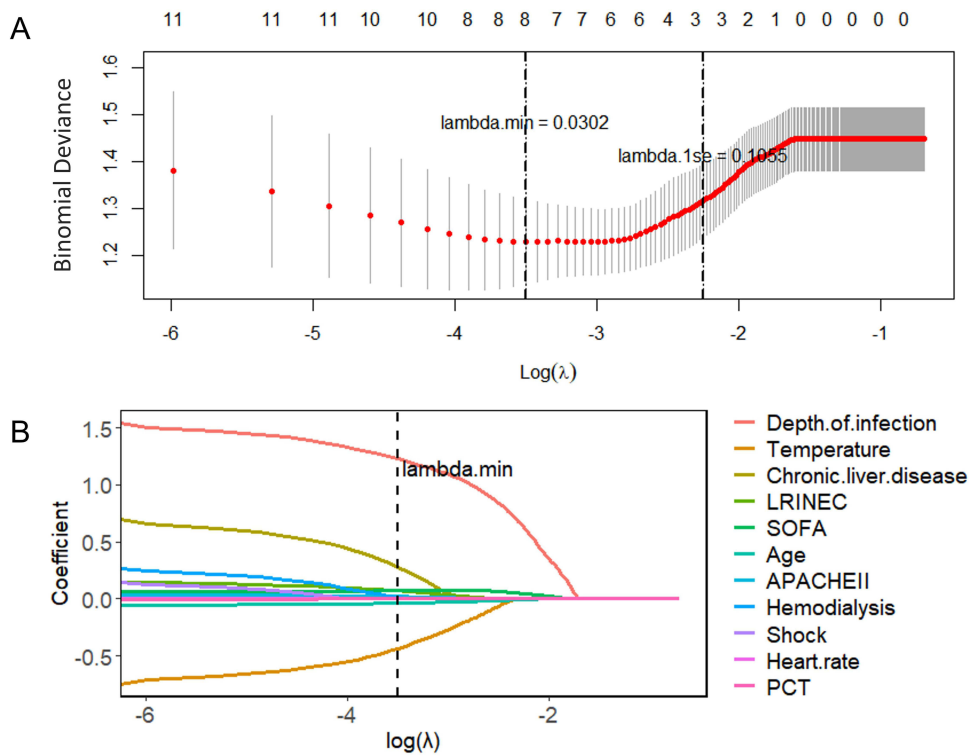 A
11 11 11 10 10 8 8 8 7 7 6 6 4 3 3 2 1 0 0 0 0 0
Binomial Deviance
1.6
1.5
1.4
1.3
1.2
lambda.min = 0.0302
lambda.1se = 0.1055
-6 -5 -4 -3 -2 -1
Log(λ)
B
1.5
1.0
0.5
0.0
-0.5
Coefficient
lambda.min
-6 -4 -2
log(λ)
Depth.of.infection
Temperature
Chronic.liver.disease
LRINEC
SOFA
Age
APACHEII
Hemodialysis
Shock
Heart.rate
PCT